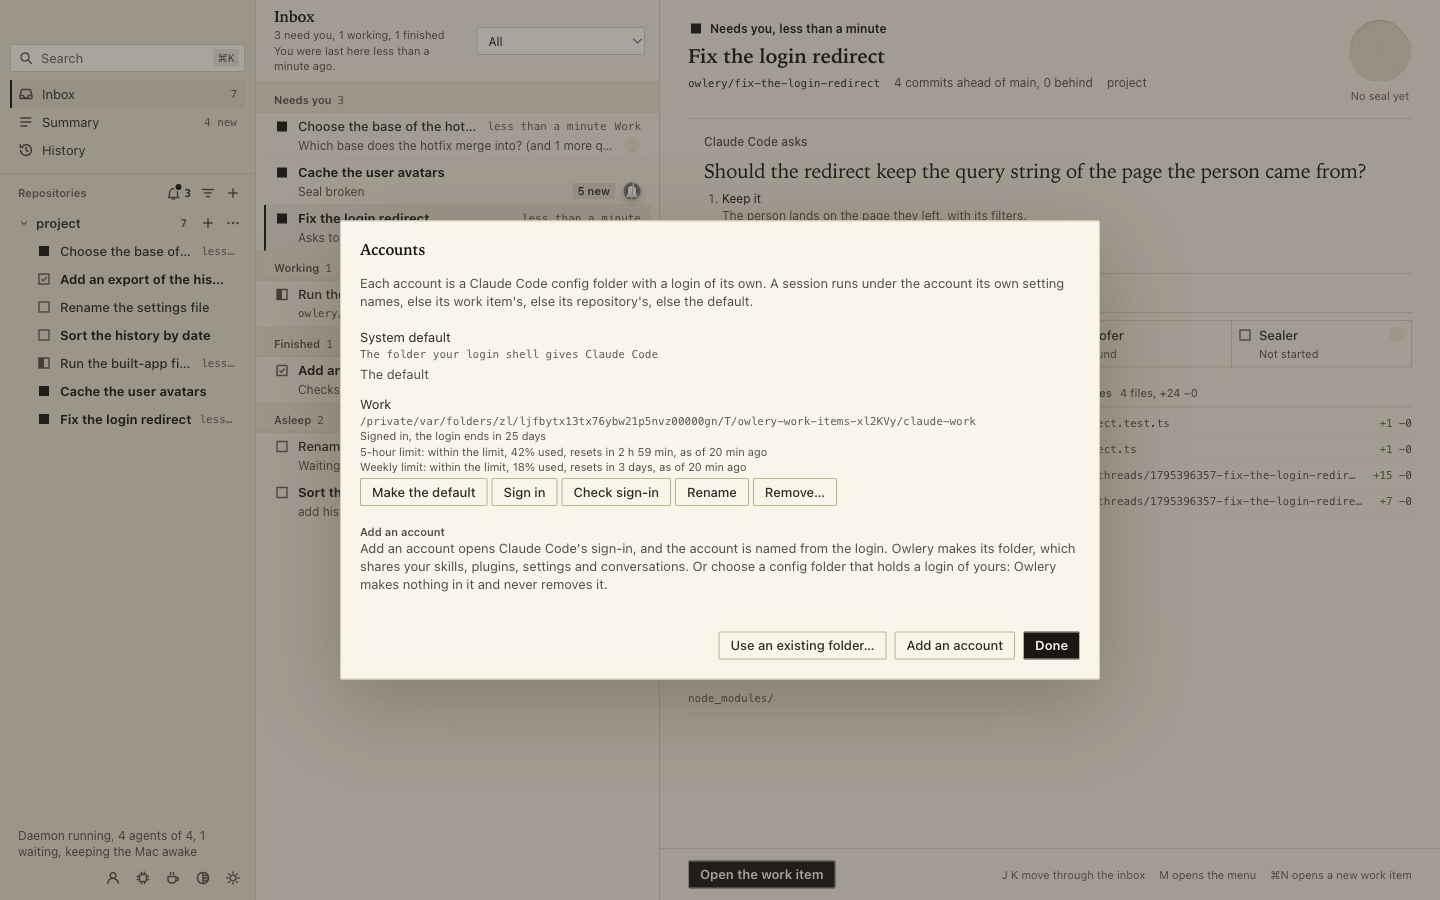 Search ⌘K
Inbox 7
Summary 4 new
History
Repositories 3
project 7
Choose the base of... less...
Add an export of the his...
Rename the settings file
Sort the history by date
Run the built-app fi... less...
Cache the user avatars
Fix the login redirect less...
Daemon running, 4 agents of 4, 1
waiting, keeping the Mac awake
Inbox
3 need you, 1 working, 1 finished
You were last here less than a
minute ago.
All
Needs you 3
Choose the base of the hot... less than a minute Work
Which base does the hotfix merge into? (and 1 more q...
Cache the user avatars
Seal broken 5 new
Fix the login redirect less than a minute
Asks to
Working 1
Run the
owlery/
Finished 1
Add an
Checks
Asleep 2
Renam
Waiting
Sort th
add his
Needs you, less than a minute
Fix the login redirect
owlery/fix-the-login-redirect 4 commits ahead of main, 0 behind project
No seal yet
Claude Code asks
Should the redirect keep the query string of the page the person came from?
1. Keep it
The person lands on the page they left, with its filters.
Accounts
Each account is a Claude Code config folder with a login of its own. A session runs under the account its own setting
names, else its work item's, else its repository's, else the default.
System default
The folder your login shell gives Claude Code
The default
Work
/private/var/folders/zl/ljfbytx13tx76ybw21p5nvz00000gn/T/owlery-work-items-xl2KVy/claude-work
Signed in, the login ends in 25 days
5-hour limit: within the limit, 42% used, resets in 2 h 59 min, as of 20 min ago
Weekly limit: within the limit, 18% used, resets in 3 days, as of 20 min ago
Make the default Sign in Check sign-in Rename Remove...
Add an account
Add an account opens Claude Code's sign-in, and the account is named from the login. Owlery makes its folder, which
shares your skills, plugins, settings and conversations. Or choose a config folder that holds a login of yours: Owlery
makes nothing in it and never removes it.
Use an existing folder... Add an account Done
ofer Sealer
und Not started
es 4 files, +24 −0
ect.test.ts +1 −0
ect.ts +1 −0
threads/1795396357-fix-the-login-redir... +15 −0
threads/1795396357-fix-the-login-redire... +7 −0
node_modules/
Open the work item J K move through the inbox M opens the menu ⌘N opens a new work item